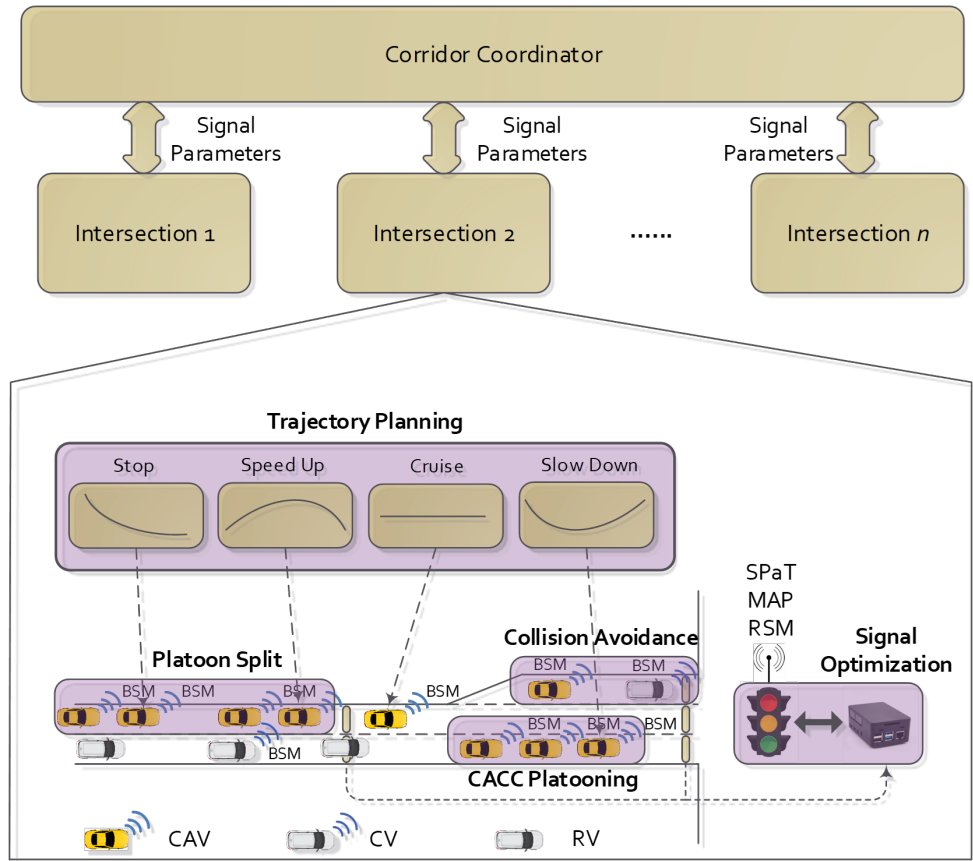 Corridor Coordinator
Signal
Parameters
Signal
Parameters
Signal
Parameters
Intersection 1
Intersection 2
......
Intersection n
Trajectory Planning
Stop
Speed Up
Cruise
Slow Down
SPaT
MAP
RSM
Collision Avoidance
Signal
Optimization
Platoon Split
BSM
BSM
BSM
BSM
BSM
BSM
BSM
BSM
BSM
BSM
CACC Platooning
CAV
CV
RV